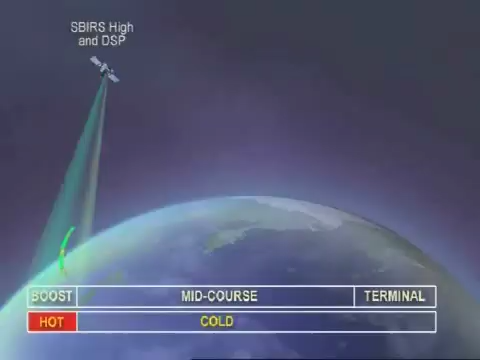 SBIRS High
and DSP
BOOST MID-COURSE TERMINAL
HOT COLD